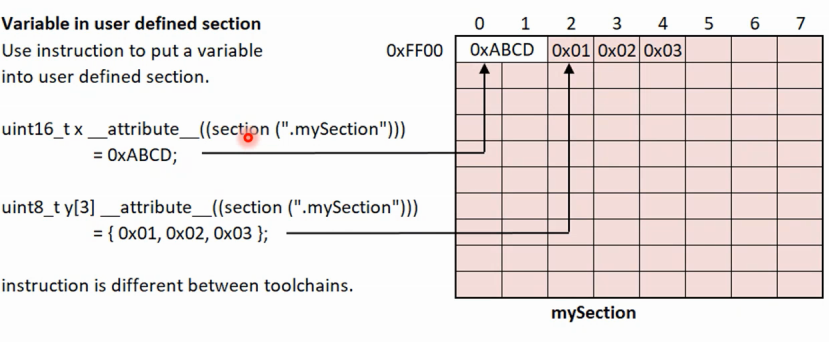 Variable in user defined section
Use instruction to put a variable
into user defined section.
uint16_t x __attribute__((section (".mySection")))
= 0xABCD;
uint8_t y[3] __attribute__((section (".mySection")))
= { 0x01, 0x02, 0x03 };
instruction is different between toolchains.
0 1 2 3 4 5 6 7
0xFF00 0xABCD 0x01 0x02 0x03
mySection